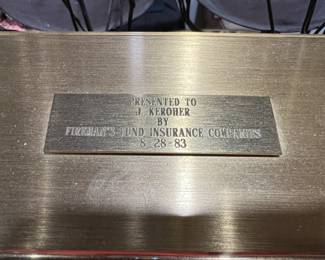 PRESENTED TO
J. KEROHER
BY
FIREMAN'S FUND INSURANCE COMPANIES
8-28-83